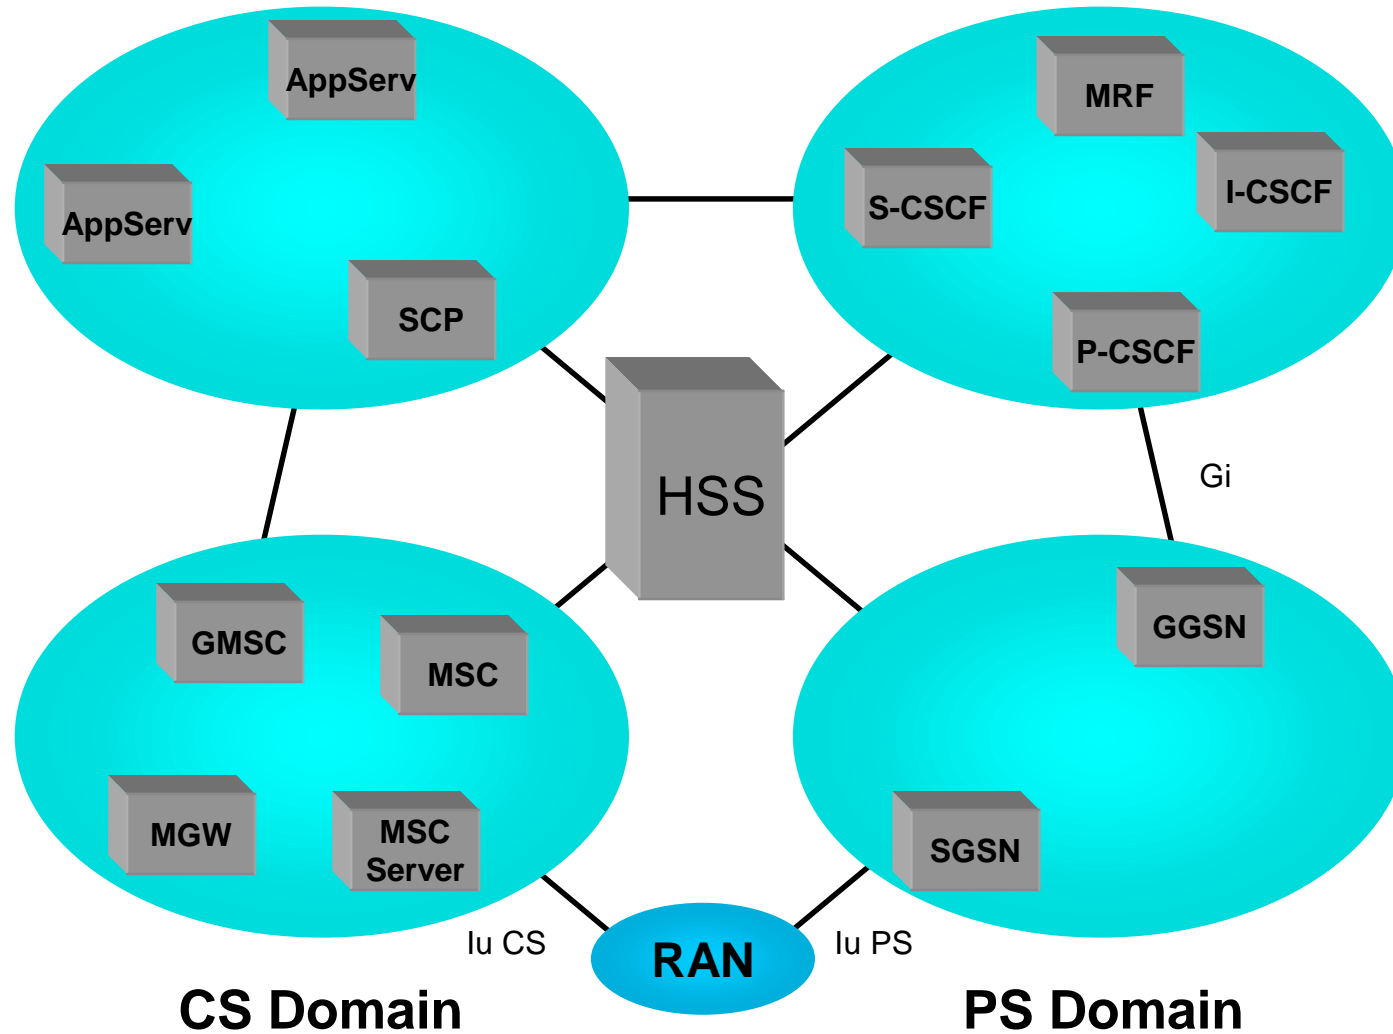 AppServ
AppServ
SCP
MRF
S-CSCF
I-CSCF
P-CSCF
HSS
Gi
GMSC
MSC
MGW
MSC
Server
GGSN
SGSN
Iu CS
RAN
Iu PS
CS Domain
PS Domain